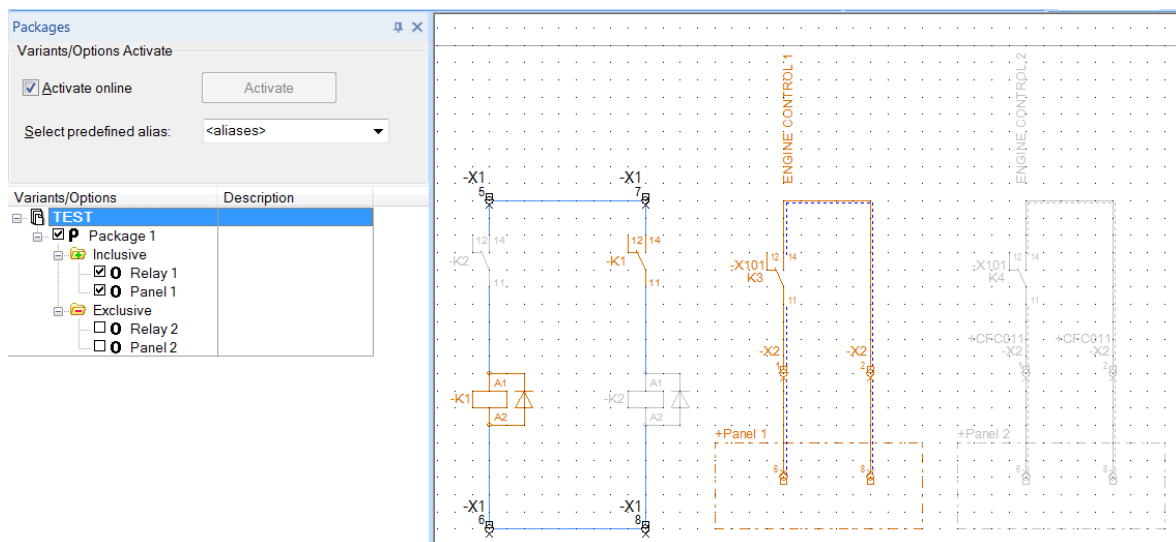 Packages
Variants/Options Activate
Activate online
Activate
Select predefined alias:
<aliases>
Variants/Options
Description
TEST
Package 1
Inclusive
Relay 1
Panel 1
Exclusive
Relay 2
Panel 2
ENGINE CONTROL 1
ENGINE CONTROL 2
-X1
5
-X1
7
12 14
-K2
11
12 14
-K1
11
12 14
-X101
K3
11
12 14
-X101
K4
11
-X2
1
-X2
2
+CFC011
-X2
1
+CFC011
-X2
2
A1
-K1
A2
A1
-K2
A2
+Panel 1
6
8
+Panel 2
6
8
-X1
6
-X1
8